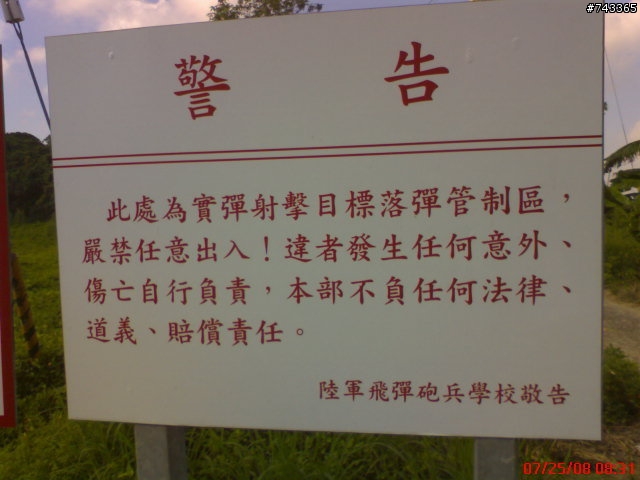 #743365
警 告
此處為實彈射擊目標落彈管制區，
嚴禁任意出入！違者發生任何意外、
傷亡自行負責，本部不負任何法律、
道義、賠償責任。
陸軍飛彈砲兵學校敬告
07/25/08 08:31